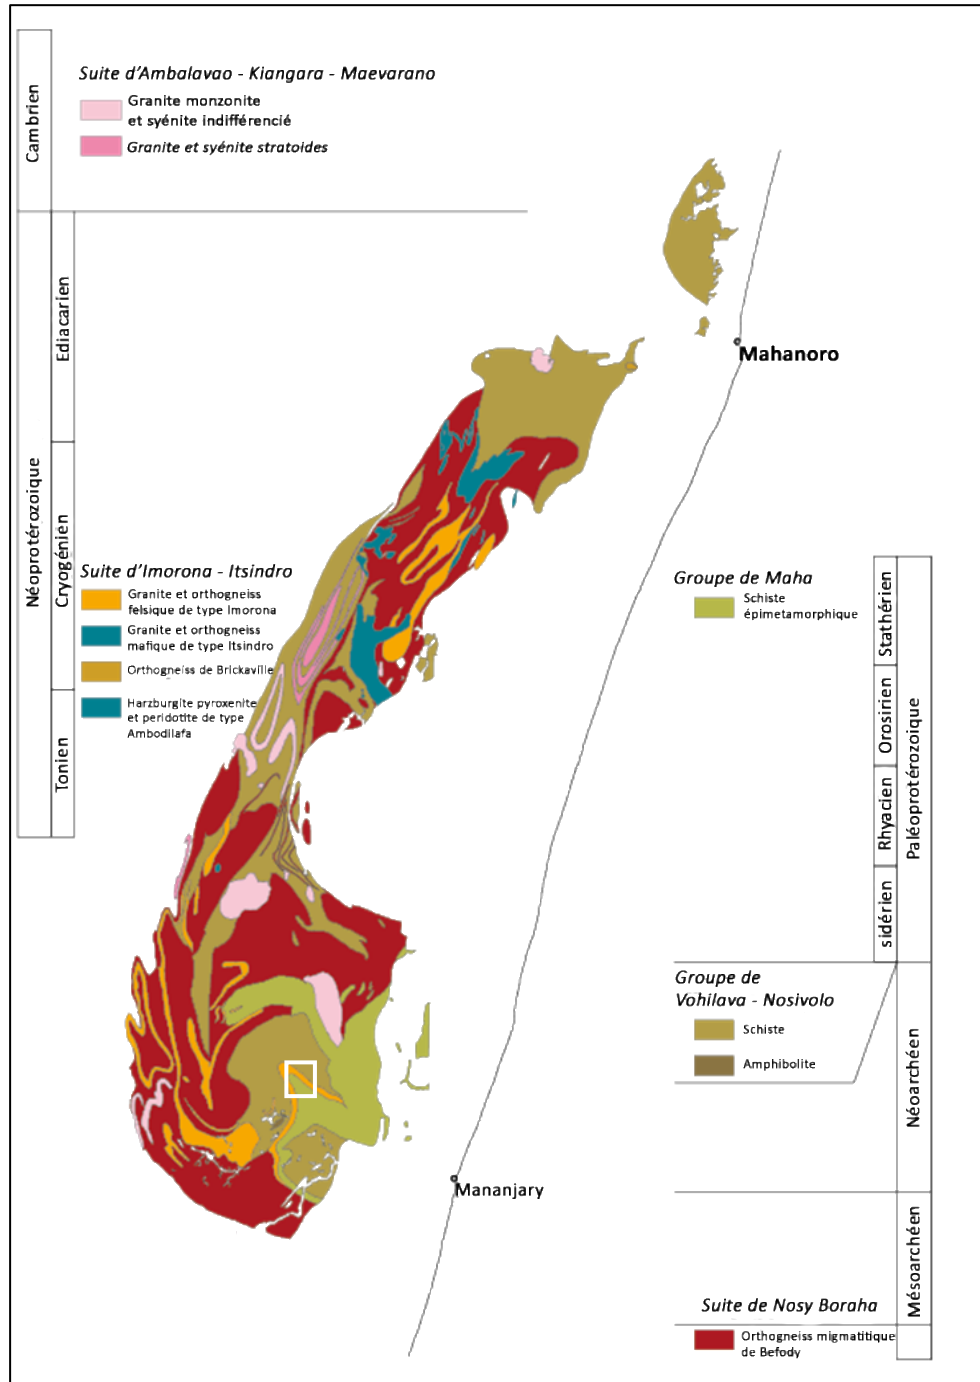 Cambrien
Suite d'Ambalavao - Kiangara - Maevarano
Granite monzonite
et syénite indifférencié
Granite et syénite stratoides
Néoprotérozoique
Ediacarien
Cryogénien
Tonien
Mahanoro
Suite d'Imorona - Itsindro
Granite et orthogneiss
felsique de type Imorona
Granite et orthogneiss
mafique de type Itsindro
Orthogneiss de Brickaville
Harzburgite pyroxenite
et peridotite de type
Ambodilafa
Groupe de Maha
Schiste
épimetamorphique
Stathérien
Orosirien
Rhyacien
sidérien
Paléoprotérozoique
Groupe de
Vohilava - Nosivolo
Schiste
Amphibolite
Néoarchéen
Mananjary
Mésoarchéen
Suite de Nosy Boraha
Orthogneiss migmatitique
de Befody